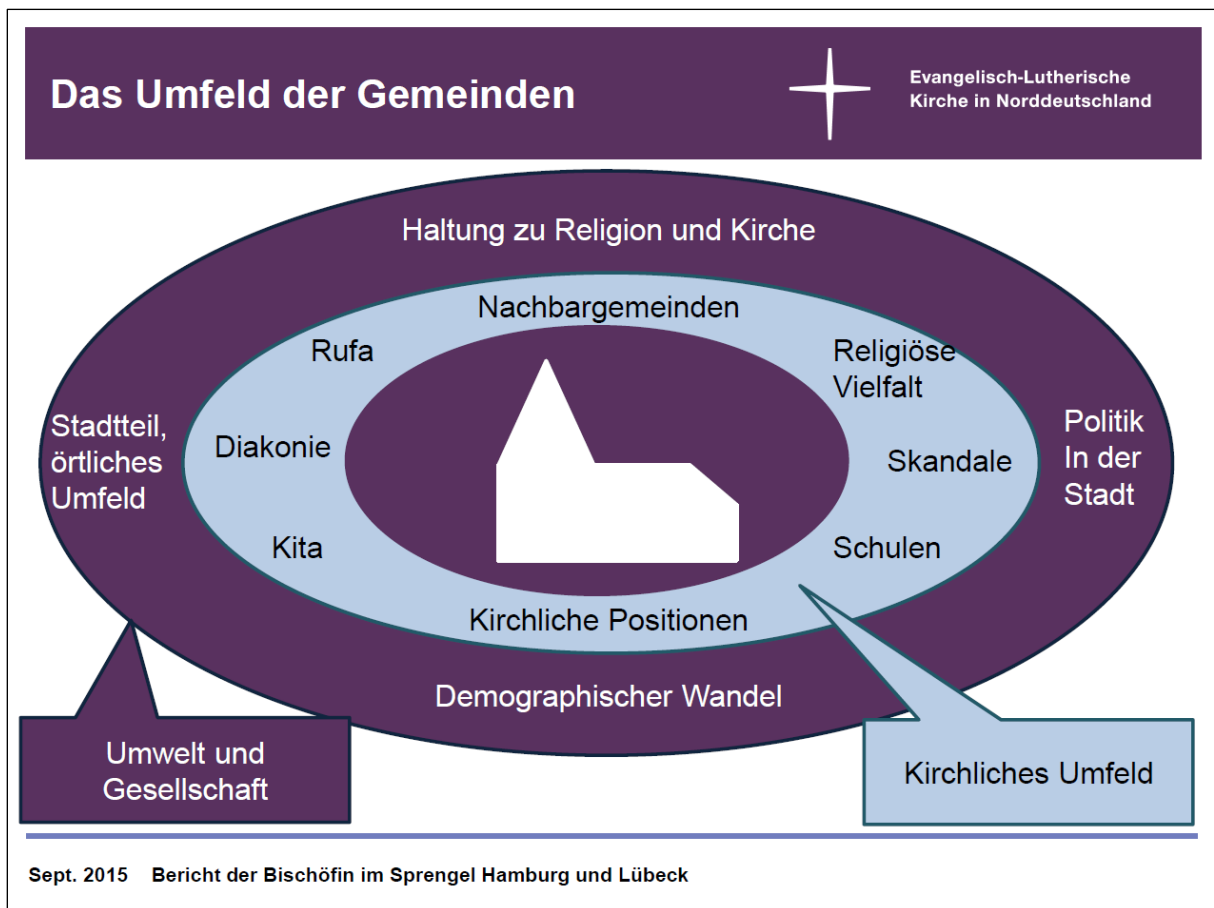 Das Umfeld der Gemeinden
Evangelisch-Lutherische
Kirche in Norddeutschland
Haltung zu Religion und Kirche
Nachbargemeinden
Rufa
Religiöse
Vielfalt
Stadtteil,
örtliches
Umfeld
Diakonie
Skandale
Politik
In der
Stadt
Kita
Schulen
Kirchliche Positionen
Demographischer Wandel
Umwelt und
Gesellschaft
Kirchliches Umfeld
Sept. 2015 Bericht der Bischöfin im Sprengel Hamburg und Lübeck